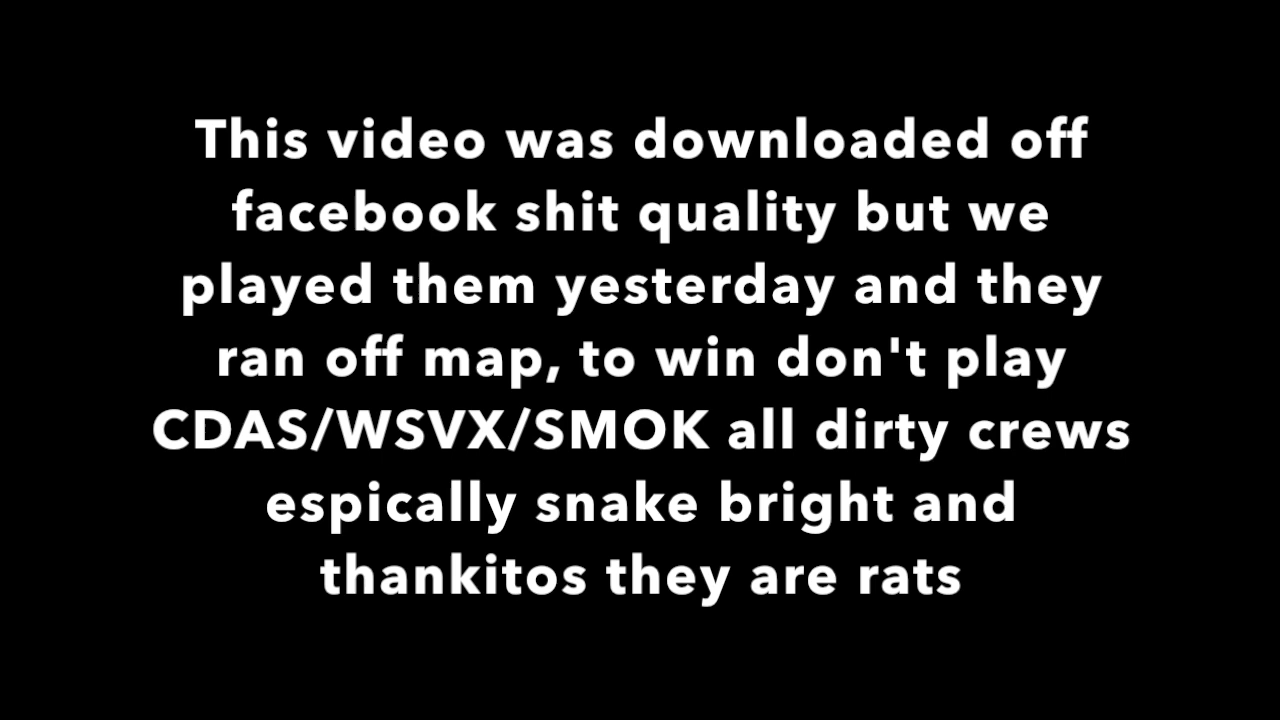 This video was downloaded off
facebook shit quality but we
played them yesterday and they
ran off map, to win don't play
CDAS/WSVX/SMOK all dirty crews
espically snake bright and
thankitos they are rats